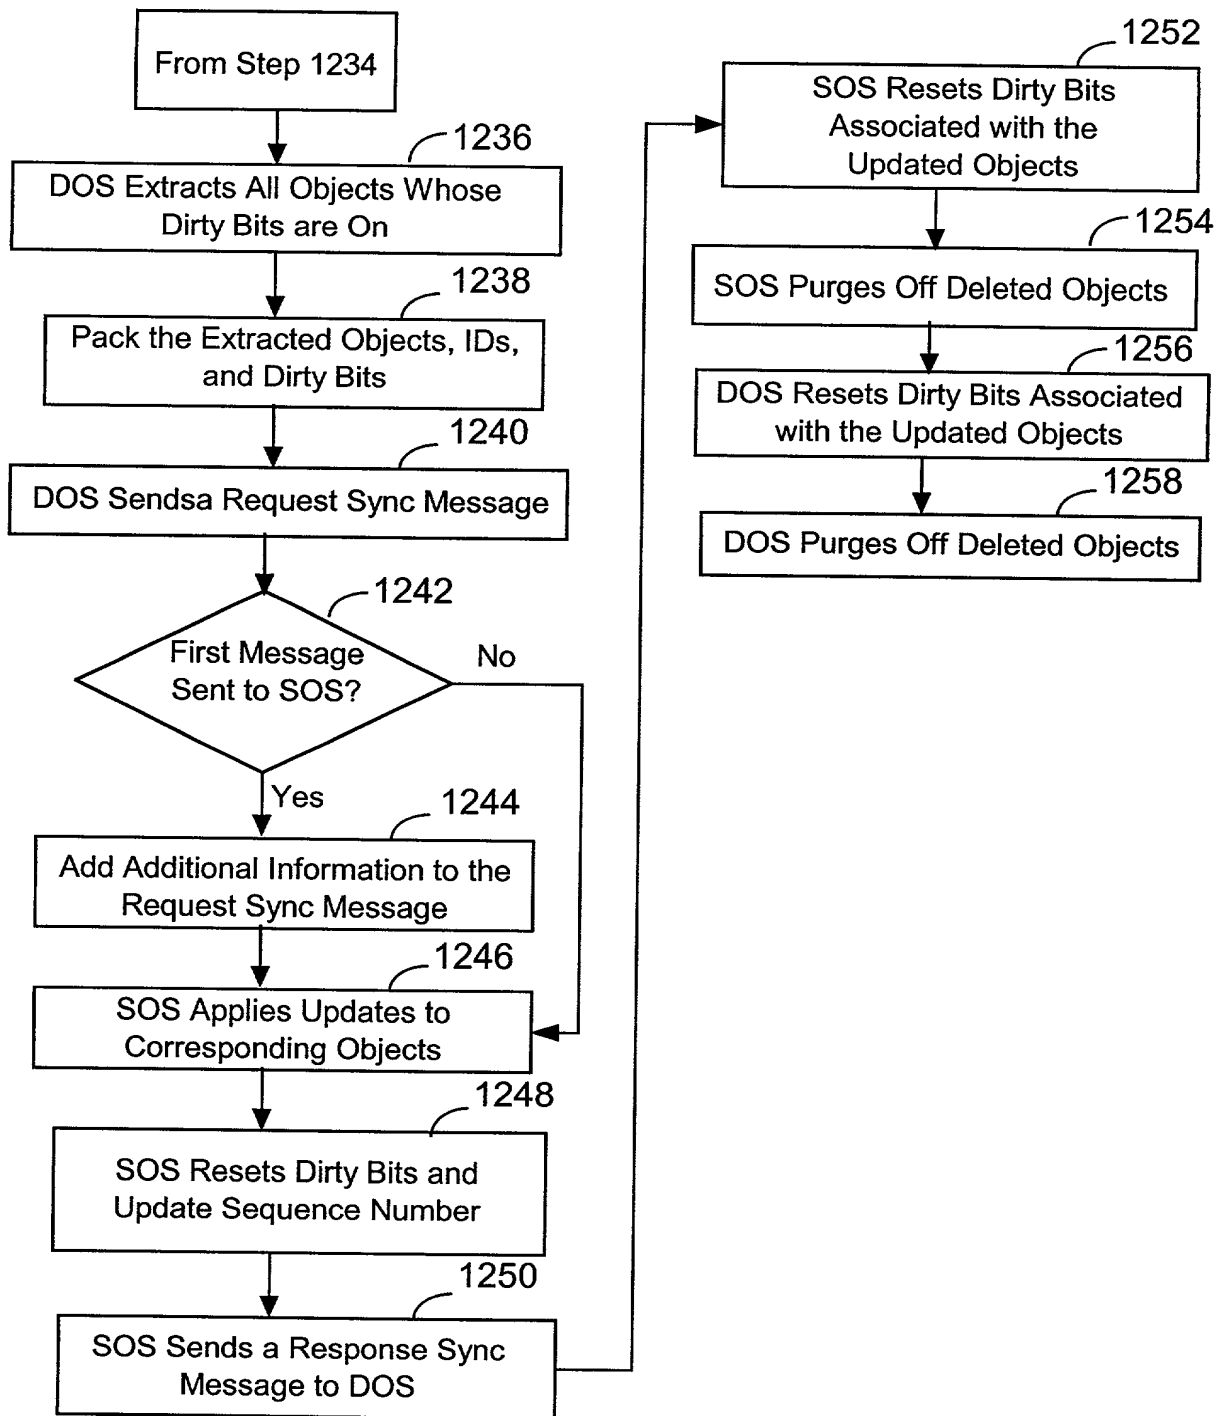 From Step 1234
1236
DOS Extracts All Objects Whose
Dirty Bits are On
1238
Pack the Extracted Objects, IDs,
and Dirty Bits
1240
DOS Sendsa Request Sync Message
1242
First Message
Sent to SOS?
No
Yes
1244
Add Additional Information to the
Request Sync Message
1246
SOS Applies Updates to
Corresponding Objects
1248
SOS Resets Dirty Bits and
Update Sequence Number
1250
SOS Sends a Response Sync
Message to DOS
1252
SOS Resets Dirty Bits
Associated with the
Updated Objects
1254
SOS Purges Off Deleted Objects
1256
DOS Resets Dirty Bits Associated
with the Updated Objects
1258
DOS Purges Off Deleted Objects